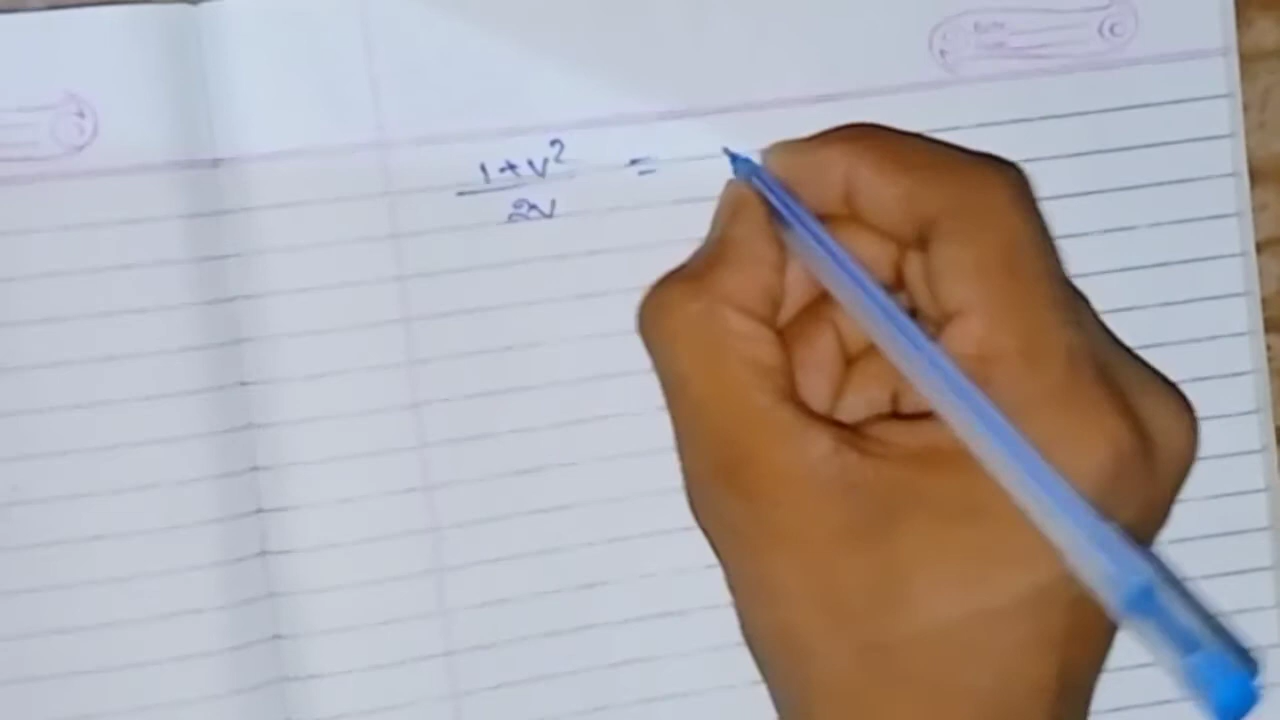 1+v² =
2v